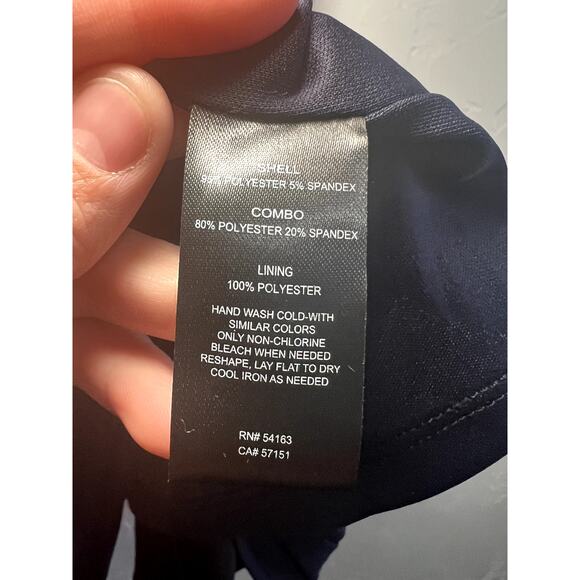 SHELL
POLYESTER 5% SPANDEX
COMBO
80% POLYESTER 20% SPANDEX
LINING
100% POLYESTER
HAND WASH COLD-WITH
SIMILAR COLORS
ONLY NON-CHLORINE
BLEACH WHEN NEEDED
RESHAPE, LAY FLAT TO DRY
COOL IRON AS NEEDED
RN# 54163
CA# 57151